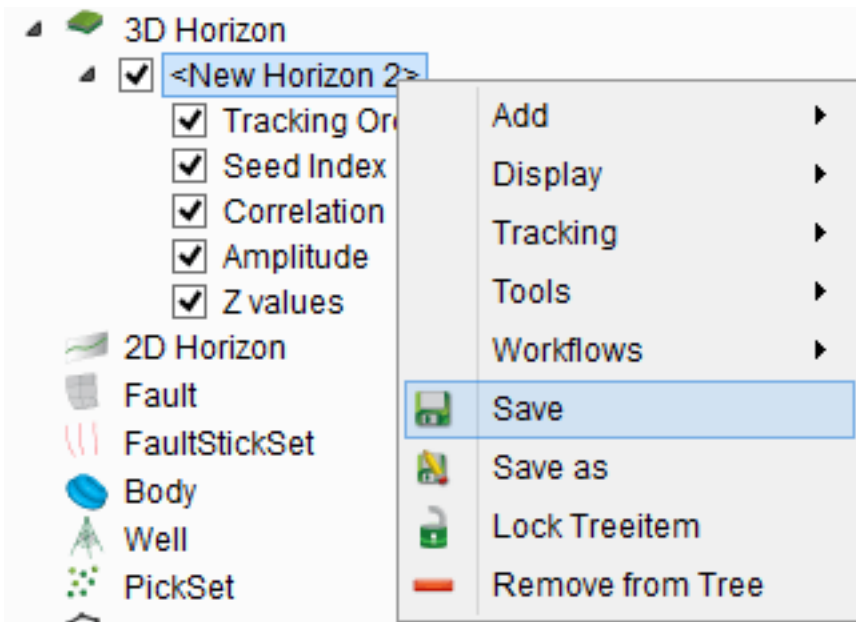 3D Horizon
<New Horizon 2>
Tracking Or
Seed Index
Correlation
Amplitude
Z values
2D Horizon
Fault
FaultStickSet
Body
Well
PickSet
Add
Display
Tracking
Tools
Workflows
Save
Save as
Lock Treeitem
Remove from Tree